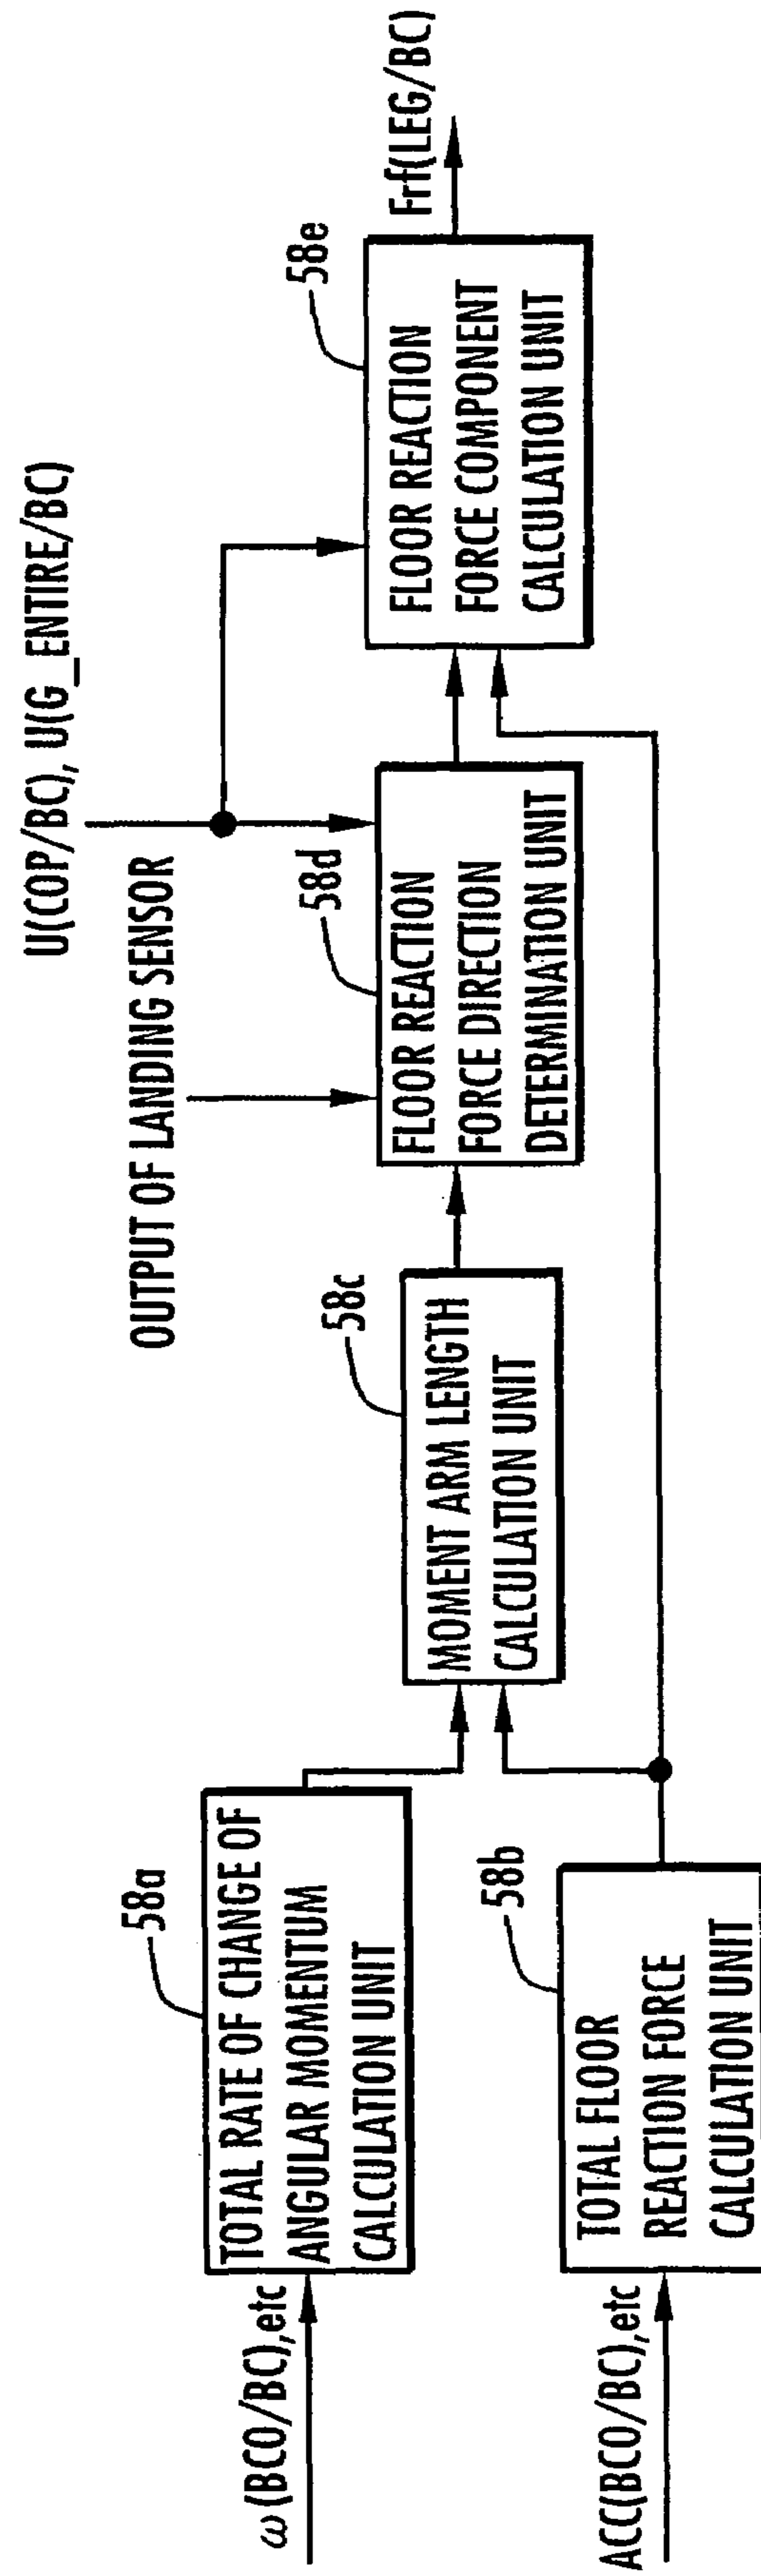 ω(BCO/BC),etc
58a
TOTAL RATE OF CHANGE OF
ANGULAR MOMENTUM
CALCULATION UNIT
ACC(BCO/BC),etc
58b
TOTAL FLOOR
REACTION FORCE
CALCULATION UNIT
58c
MOMENT ARM LENGTH
CALCULATION UNIT
OUTPUT OF LANDING SENSOR
U(COP/BC), U(G_ENTIRE/BC)
58d
FLOOR REACTION
FORCE DIRECTION
DETERMINATION UNIT
58e
FLOOR REACTION
FORCE COMPONENT
CALCULATION UNIT
Frf(LEG/BC)